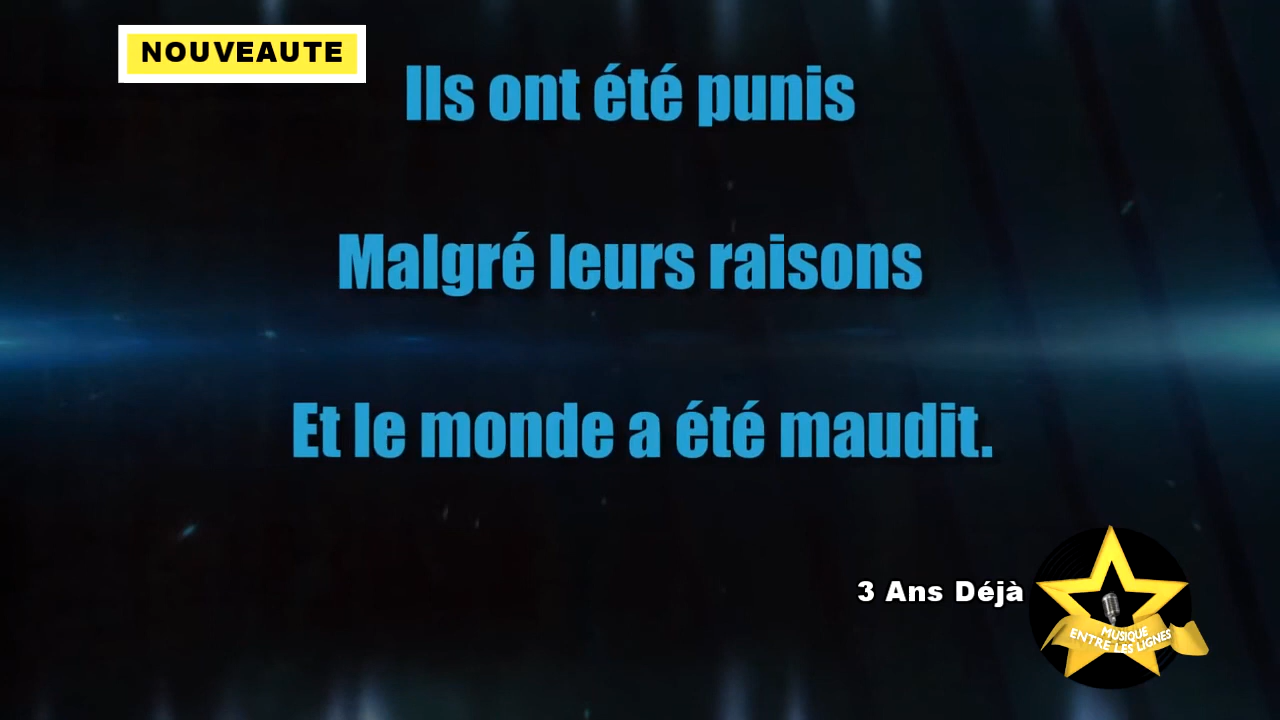 NOUVEAUTE
Ils ont été punis
Malgré leurs raisons
Et le monde a été maudit.
3 Ans Déjà
MUSIQUE
ENTRE LES LIGNES